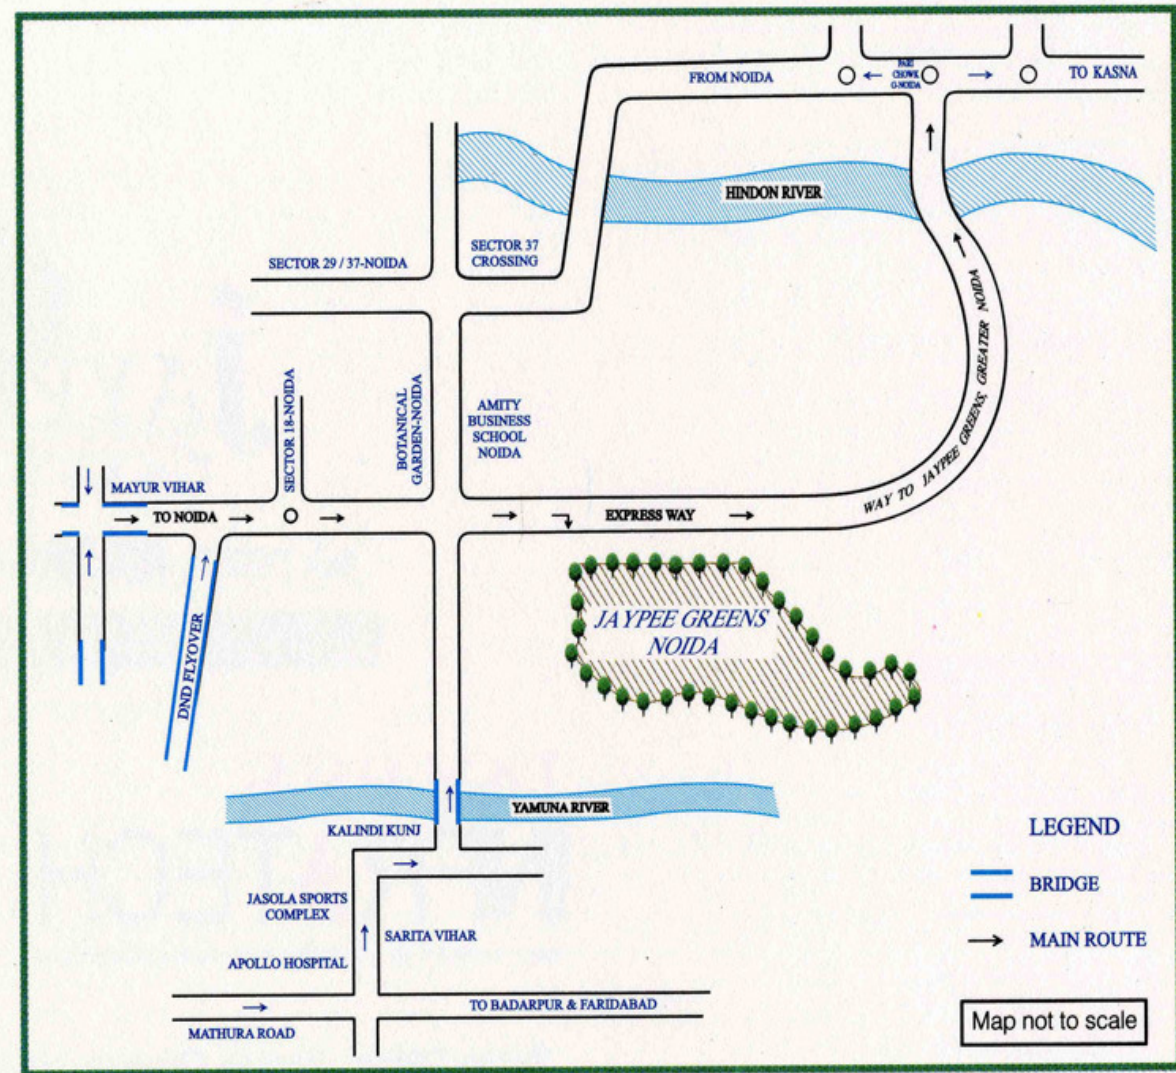 FROM NOIDA
PARI
CHOWK
G-NOIDA
TO KASNA
HINDON RIVER
SECTOR 37
CROSSING
SECTOR 29 / 37-NOIDA
WAY TO JAYPEE GREENS, GREATER NOIDA
SECTOR 18-NOIDA
BOTANICAL
GARDEN-NOIDA
AMITY
BUSINESS
SCHOOL
NOIDA
MAYUR VIHAR
TO NOIDA
EXPRESS WAY
DND FLYOVER
JAYPEE GREENS
NOIDA
YAMUNA RIVER
KALINDI KUNJ
JASOLA SPORTS
COMPLEX
SARITA VIHAR
APOLLO HOSPITAL
TO BADARPUR & FARIDABAD
MATHURA ROAD
LEGEND
BRIDGE
MAIN ROUTE
Map not to scale